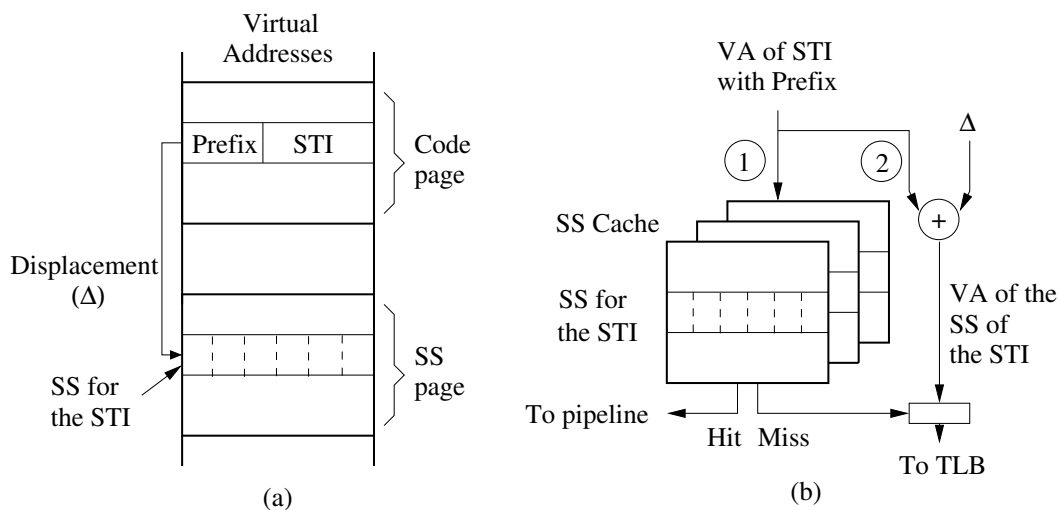 Virtual
Addresses
Prefix
STI
Code
page
Displacement
(Δ)
SS for
the STI
SS
page
(a)
VA of STI
with Prefix
Δ
1
2
+
SS Cache
SS for
the STI
VA of the
SS of
the STI
To pipeline
Hit
Miss
To TLB
(b)